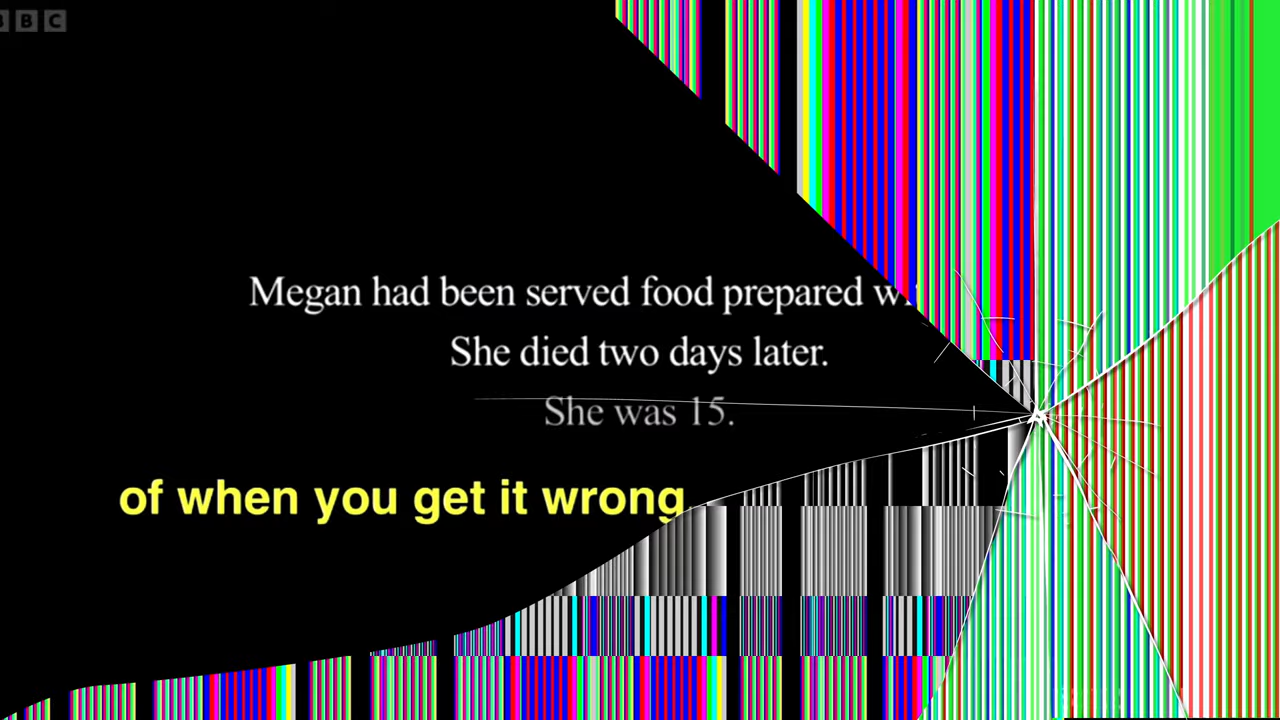 BBC
Megan had been served food prepared
She died two days later.
She was 15.
of when you get it wrong